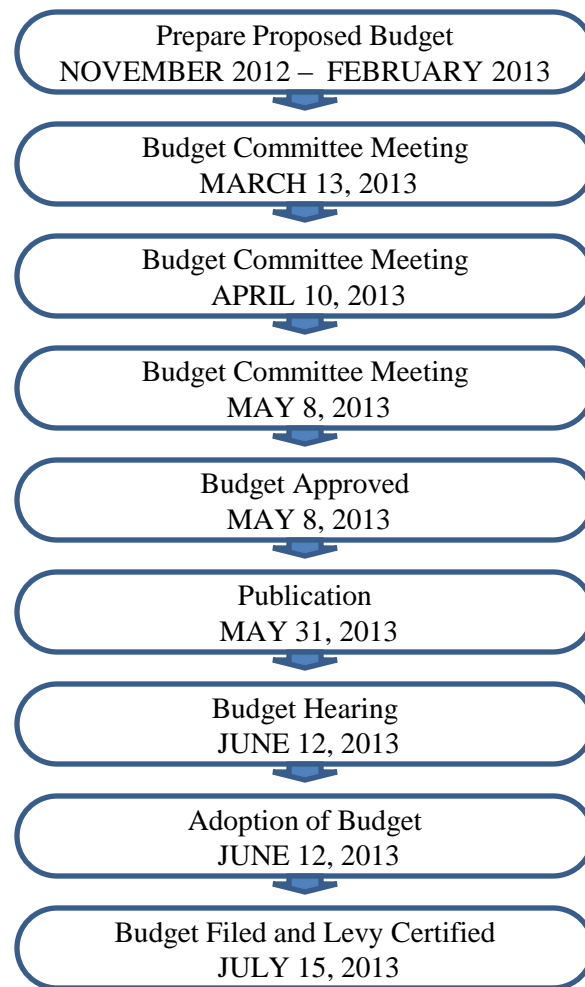 Prepare Proposed Budget
NOVEMBER 2012 – FEBRUARY 2013
Budget Committee Meeting
MARCH 13, 2013
Budget Committee Meeting
APRIL 10, 2013
Budget Committee Meeting
MAY 8, 2013
Budget Approved
MAY 8, 2013
Publication
MAY 31, 2013
Budget Hearing
JUNE 12, 2013
Adoption of Budget
JUNE 12, 2013
Budget Filed and Levy Certified
JULY 15, 2013